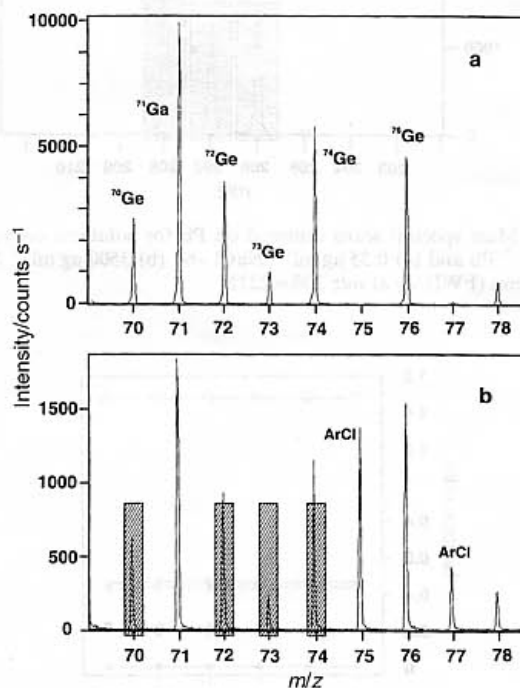 10000
a
⁷¹Ga
⁷⁶Ge
⁷²Ge
⁷⁴Ge
5000
⁷⁰Ge
⁷³Ge
0
70 71 72 73 74 75 76 77 78
Intensity/counts s⁻¹
b
1500
ArCl
1000
ArCl
500
0
70 71 72 73 74 75 76 77 78
m/z